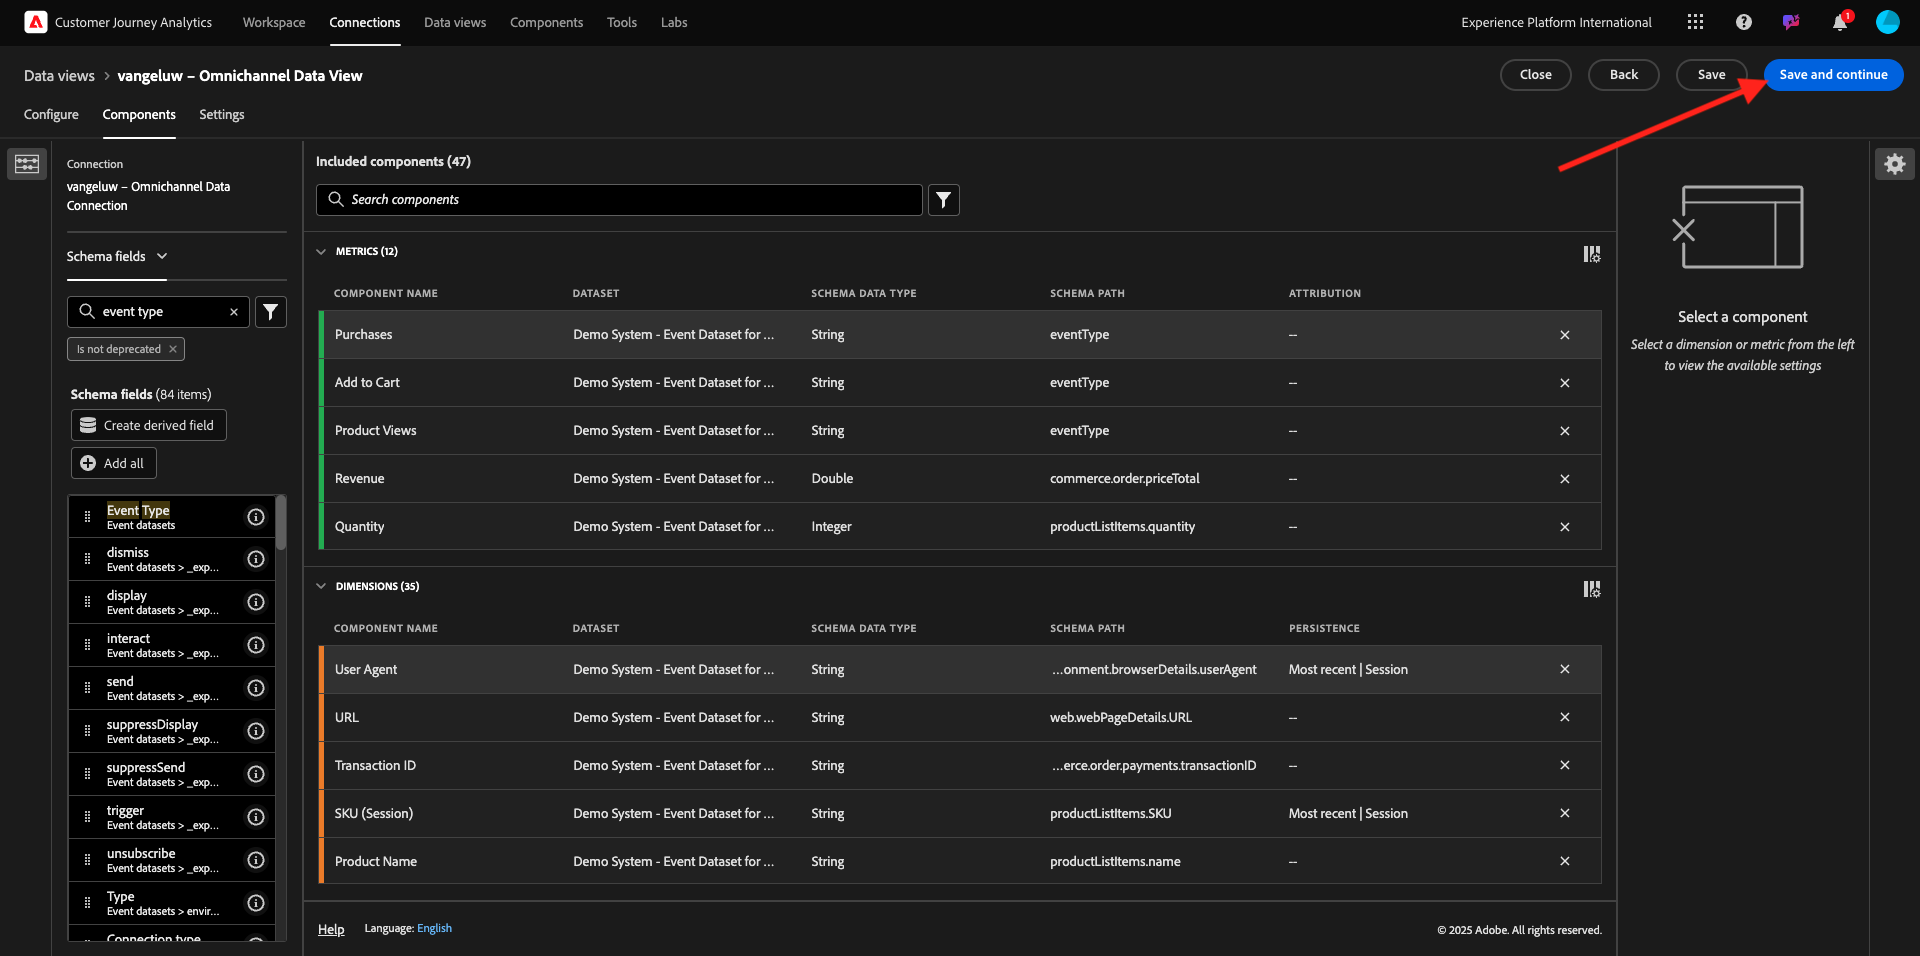 Customer Journey Analytics
Workspace
Connections
Data views
Components
Tools
Labs
Experience Platform International
1
Data views > vangeluw – Omnichannel Data View
Close
Back
Save
Save and continue
Configure
Components
Settings
Connection
vangeluw – Omnichannel Data
Connection
Schema fields
event type
Is not deprecated
Schema fields (84 items)
Create derived field
Add all
Event Type
Event datasets
dismiss
Event datasets > _exp...
display
Event datasets > _exp...
interact
Event datasets > _exp...
send
Event datasets > _exp...
suppressDisplay
Event datasets > _exp...
suppressSend
Event datasets > _exp...
trigger
Event datasets > _exp...
unsubscribe
Event datasets > _exp...
Type
Event datasets > envir...
Connection type
Included components (47)
Search components
METRICS (12)
COMPONENT NAME DATASET SCHEMA DATA TYPE SCHEMA PATH ATTRIBUTION
Purchases Demo System - Event Dataset for ... String eventType --
Add to Cart Demo System - Event Dataset for ... String eventType --
Product Views Demo System - Event Dataset for ... String eventType --
Revenue Demo System - Event Dataset for ... Double commerce.order.priceTotal --
Quantity Demo System - Event Dataset for ... Integer productListItems.quantity --
DIMENSIONS (35)
COMPONENT NAME DATASET SCHEMA DATA TYPE SCHEMA PATH PERSISTENCE
User Agent Demo System - Event Dataset for ... String ...onment.browserDetails.userAgent Most recent | Session
URL Demo System - Event Dataset for ... String web.webPageDetails.URL --
Transaction ID Demo System - Event Dataset for ... String ...erce.order.payments.transactionID --
SKU (Session) Demo System - Event Dataset for ... String productListItems.SKU Most recent | Session
Product Name Demo System - Event Dataset for ... String productListItems.name --
Select a component
Select a dimension or metric from the left
to view the available settings
Help
Language: English
© 2025 Adobe. All rights reserved.